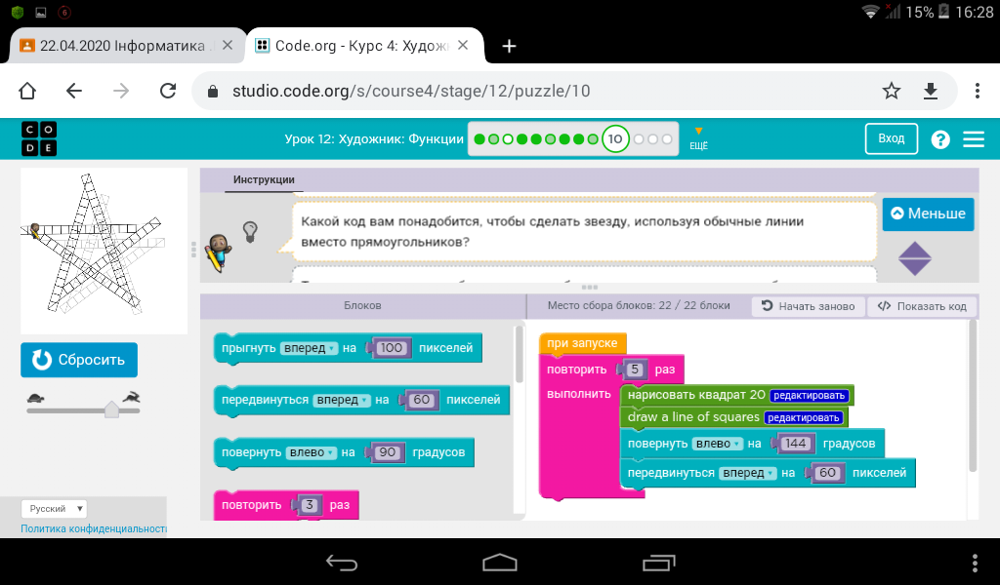 6
15%
16:28
22.04.2020 Інформатика
Code.org - Курс 4: Худож
studio.code.org/s/course4/stage/12/puzzle/10
C O
D E
Урок 12: Художник: Функции
10
ЕЩЁ
Вход
?
Инструкции
Какой код вам понадобится, чтобы сделать звезду, используя обычные линии
вместо прямоугольников?
Меньше
Блоков
Место сбора блоков: 22 / 22 блоки
Начать заново
Показать код
Сбросить
прыгнуть вперед на 100 пикселей
передвинуться вперед на 60 пикселей
повернуть влево на 90 градусов
повторить 3 раз
при запуске
повторить 5 раз
выполнить
нарисовать квадрат 20 редактировать
draw a line of squares редактировать
повернуть влево на 144 градусов
передвинуться вперед на 60 пикселей
Русский
Политика конфиденциальност